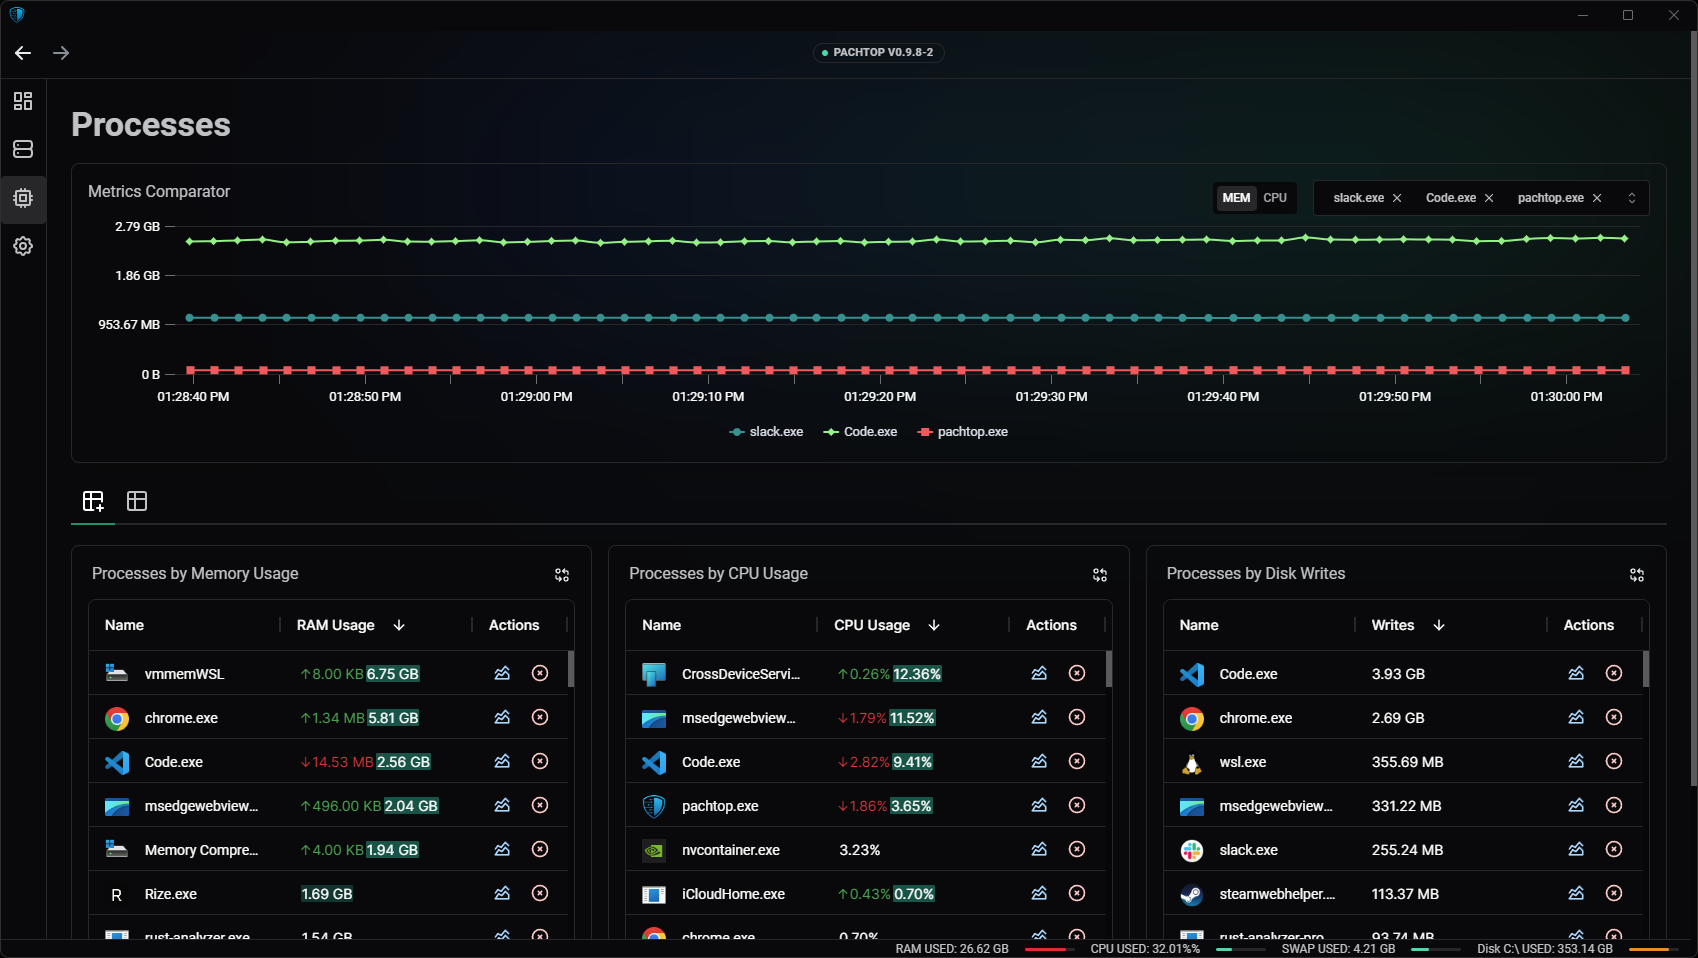 PACHTOP V0.9.8-2
Processes
Metrics Comparator
MEM CPU slack.exe Code.exe pachtop.exe
2.79 GB
1.86 GB
953.67 MB
0 B
01:28:40 PM 01:28:50 PM 01:29:00 PM 01:29:10 PM 01:29:20 PM 01:29:30 PM 01:29:40 PM 01:29:50 PM 01:30:00 PM
slack.exe Code.exe pachtop.exe
Processes by Memory Usage
Name RAM Usage ↓ Actions
vmmemWSL ↑8.00 KB 6.75 GB
chrome.exe ↑1.34 MB 5.81 GB
Code.exe ↓14.53 MB 2.56 GB
msedgewebview... ↑496.00 KB 2.04 GB
Memory Compre... ↑4.00 KB 1.94 GB
R Rize.exe 1.69 GB
rust-analyzer.exe 1.54 GB
Processes by CPU Usage
Name CPU Usage ↓ Actions
CrossDeviceServi... ↑0.26% 12.36%
msedgewebview... ↓1.79% 11.52%
Code.exe ↓2.82% 9.41%
pachtop.exe ↓1.86% 3.65%
nvcontainer.exe 3.23%
iCloudHome.exe ↑0.43% 0.70%
chrome.exe 0.70%
Processes by Disk Writes
Name Writes ↓ Actions
Code.exe 3.93 GB
chrome.exe 2.69 GB
wsl.exe 355.69 MB
msedgewebview... 331.22 MB
slack.exe 255.24 MB
steamwebhelper.... 113.37 MB
rust-analyzer-pro... 93.74 MB
RAM USED: 26.62 GB CPU USED: 32.01%% SWAP USED: 4.21 GB Disk C:\ USED: 353.14 GB